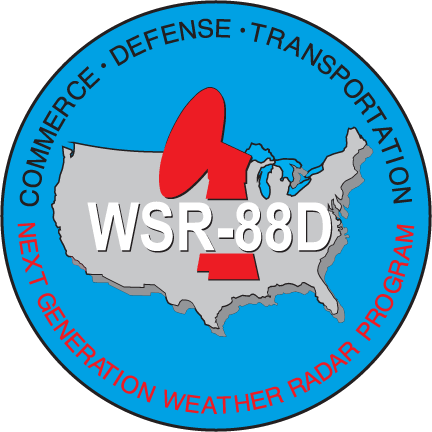 COMMERCE · DEFENSE · TRANSPORTATION
WSR-88D
NEXT GENERATION WEATHER RADAR PROGRAM